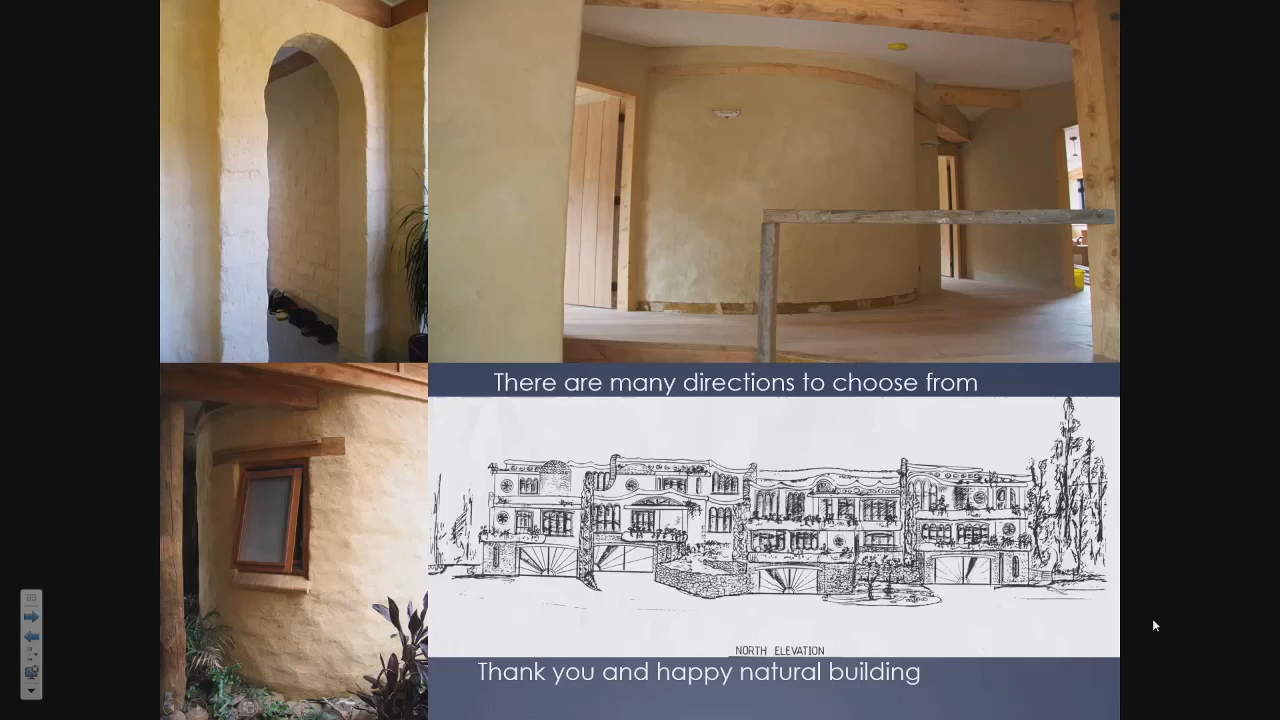 There are many directions to choose from
NORTH ELEVATION
Thank you and happy natural building